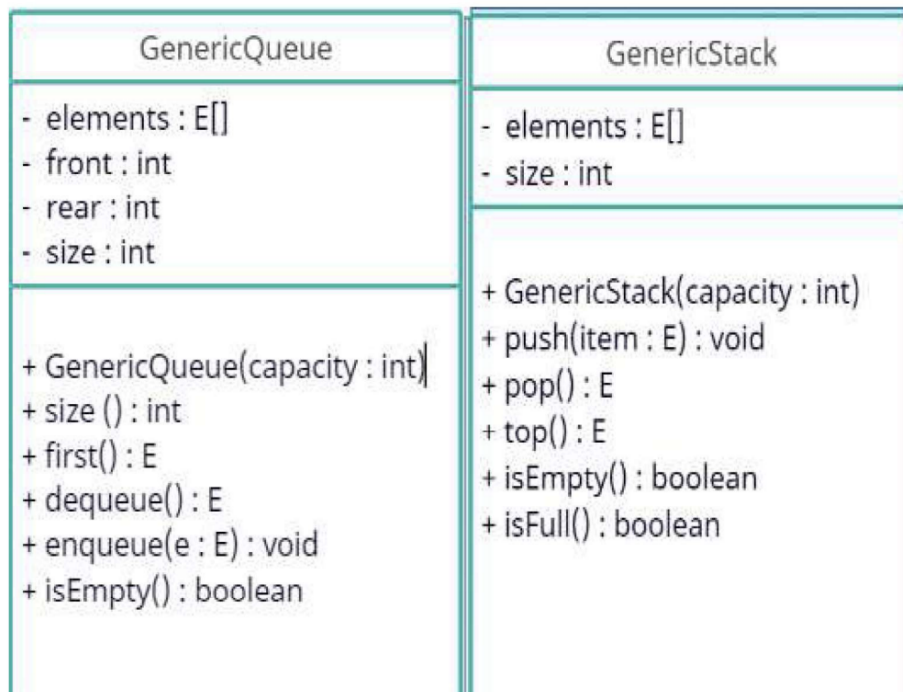 GenericQueue
- elements : E[]
- front : int
- rear : int
- size : int
+ GenericQueue(capacity : int)
+ size () : int
+ first() : E
+ dequeue() : E
+ enqueue(e : E) : void
+ isEmpty() : boolean
GenericStack
- elements : E[]
- size : int
+ GenericStack(capacity : int)
+ push(item : E) : void
+ pop() : E
+ top() : E
+ isEmpty() : boolean
+ isFull() : boolean